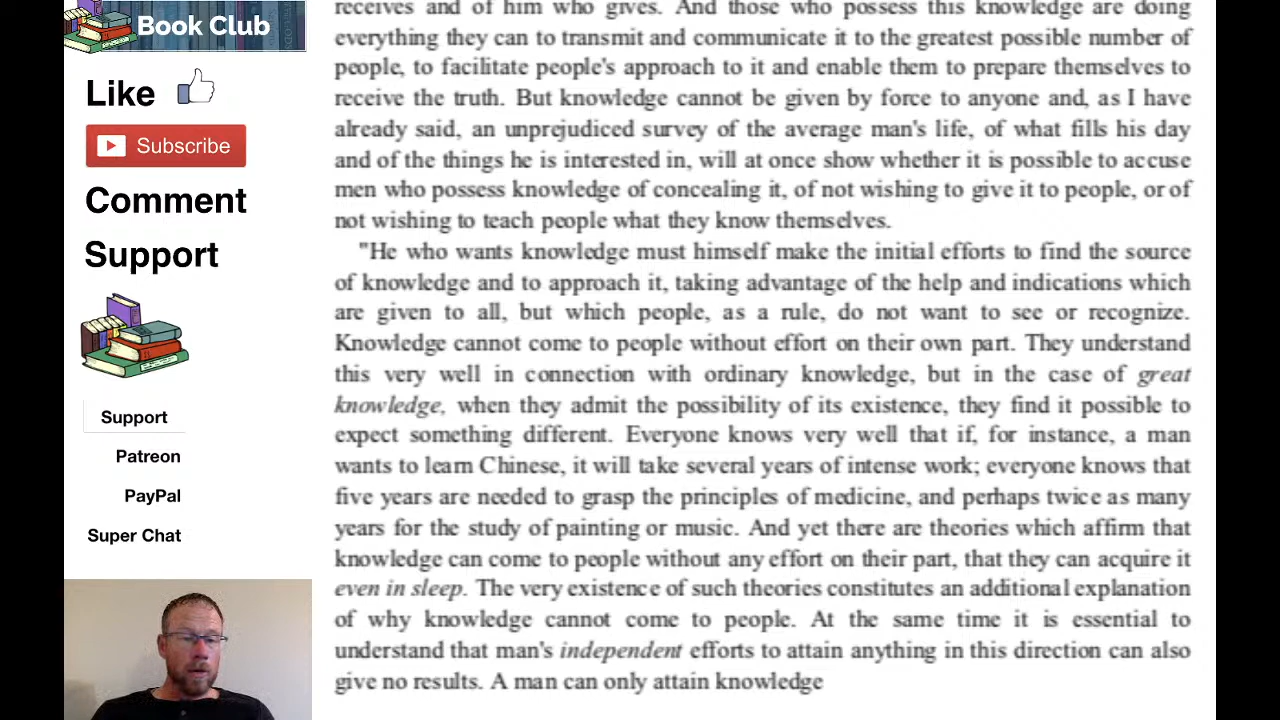 Book Club
Like
Subscribe
Comment
Support
Support
Patreon
PayPal
Super Chat
receives and of him who gives. And those who possess this knowledge are doing
everything they can to transmit and communicate it to the greatest possible number of
people, to facilitate people's approach to it and enable them to prepare themselves to
receive the truth. But knowledge cannot be given by force to anyone and, as I have
already said, an unprejudiced survey of the average man's life, of what fills his day
and of the things he is interested in, will at once show whether it is possible to accuse
men who possess knowledge of concealing it, of not wishing to give it to people, or of
not wishing to teach people what they know themselves.
"He who wants knowledge must himself make the initial efforts to find the source
of knowledge and to approach it, taking advantage of the help and indications which
are given to all, but which people, as a rule, do not want to see or recognize.
Knowledge cannot come to people without effort on their own part. They understand
this very well in connection with ordinary knowledge, but in the case of great
knowledge, when they admit the possibility of its existence, they find it possible to
expect something different. Everyone knows very well that if, for instance, a man
wants to learn Chinese, it will take several years of intense work; everyone knows that
five years are needed to grasp the principles of medicine, and perhaps twice as many
years for the study of painting or music. And yet there are theories which affirm that
knowledge can come to people without any effort on their part, that they can acquire it
even in sleep. The very existence of such theories constitutes an additional explanation
of why knowledge cannot come to people. At the same time it is essential to
understand that man's independent efforts to attain anything in this direction can also
give no results. A man can only attain knowledge